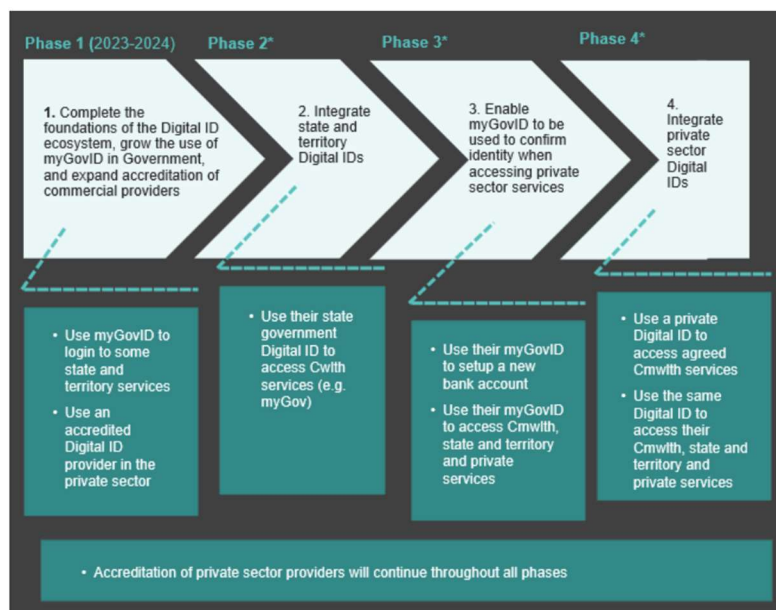 Phase 1 (2023-2024)
Phase 2*
Phase 3*
Phase 4*
1. Complete the
foundations of the Digital ID
ecosystem, grow the use of
myGovID in Government,
and expand accreditation of
commercial providers
2. Integrate
state and
territory
Digital IDs
3. Enable
myGovID to be
used to confirm
identity when
accessing private
sector services
4.
Integrate
private
sector
Digital
IDs
• Use myGovID to
login to some
state and
territory services
• Use an
accredited
Digital ID
provider in the
private sector
• Use their state
government
Digital ID to
access Cwlth
services (e.g.
myGov)
• Use their myGovID
to setup a new
bank account
• Use their myGovID
to access Cmwlth,
state and territory
and private
services
• Use a private
Digital ID to
access agreed
Cmwlth services
• Use the same
Digital ID to
access their
Cmwlth, state and
territory and
private services
• Accreditation of private sector providers will continue throughout all phases